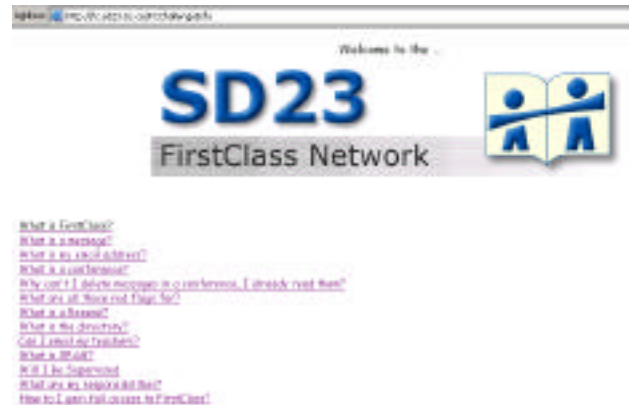 Welcome to the ..
SD23
FirstClass Network
What is FirstClass?
What is a message?
What is my email address?
What is a conference?
Why can't I delete messages in a conference, I already read them?
What are all those red flags for?
What is a Resume?
What is the directory?
Can I email my teachers?
What is SPAM?
Will I be Supervised
What are my responsibilities?
How to I gain full access to FirstClass?